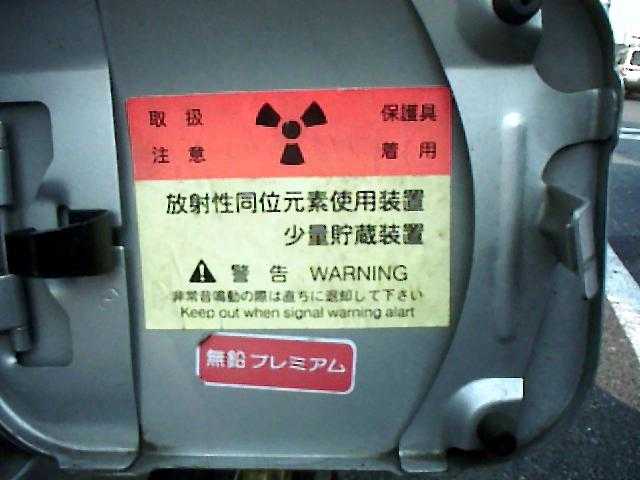 取扱 保護具
注意 着用
放射性同位元素使用装置
少量貯蔵装置
警告 WARNING
非常音鳴動の際は直ちに退却して下さい
Keep out when signal warning alart
無鉛プレミアム